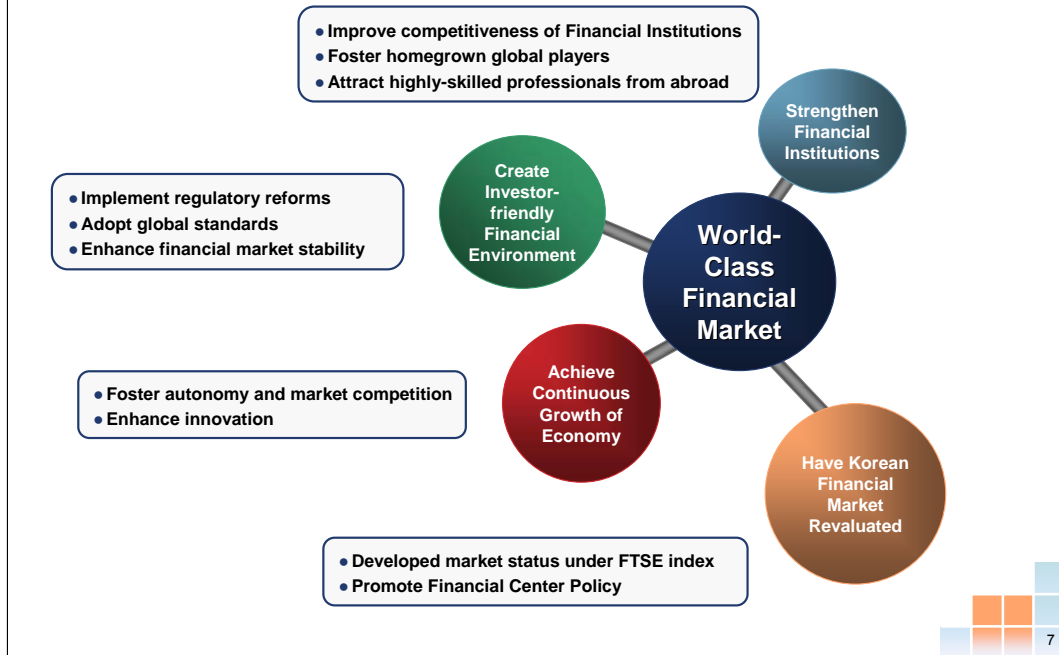 ● Improve competitiveness of Financial Institutions
● Foster homegrown global players
● Attract highly-skilled professionals from abroad
Strengthen
Financial
Institutions
Create
Investor-
friendly
Financial
Environment
● Implement regulatory reforms
● Adopt global standards
● Enhance financial market stability
World-
Class
Financial
Market
Achieve
Continuous
Growth of
Economy
● Foster autonomy and market competition
● Enhance innovation
Have Korean
Financial
Market
Revaluated
● Developed market status under FTSE index
● Promote Financial Center Policy
7